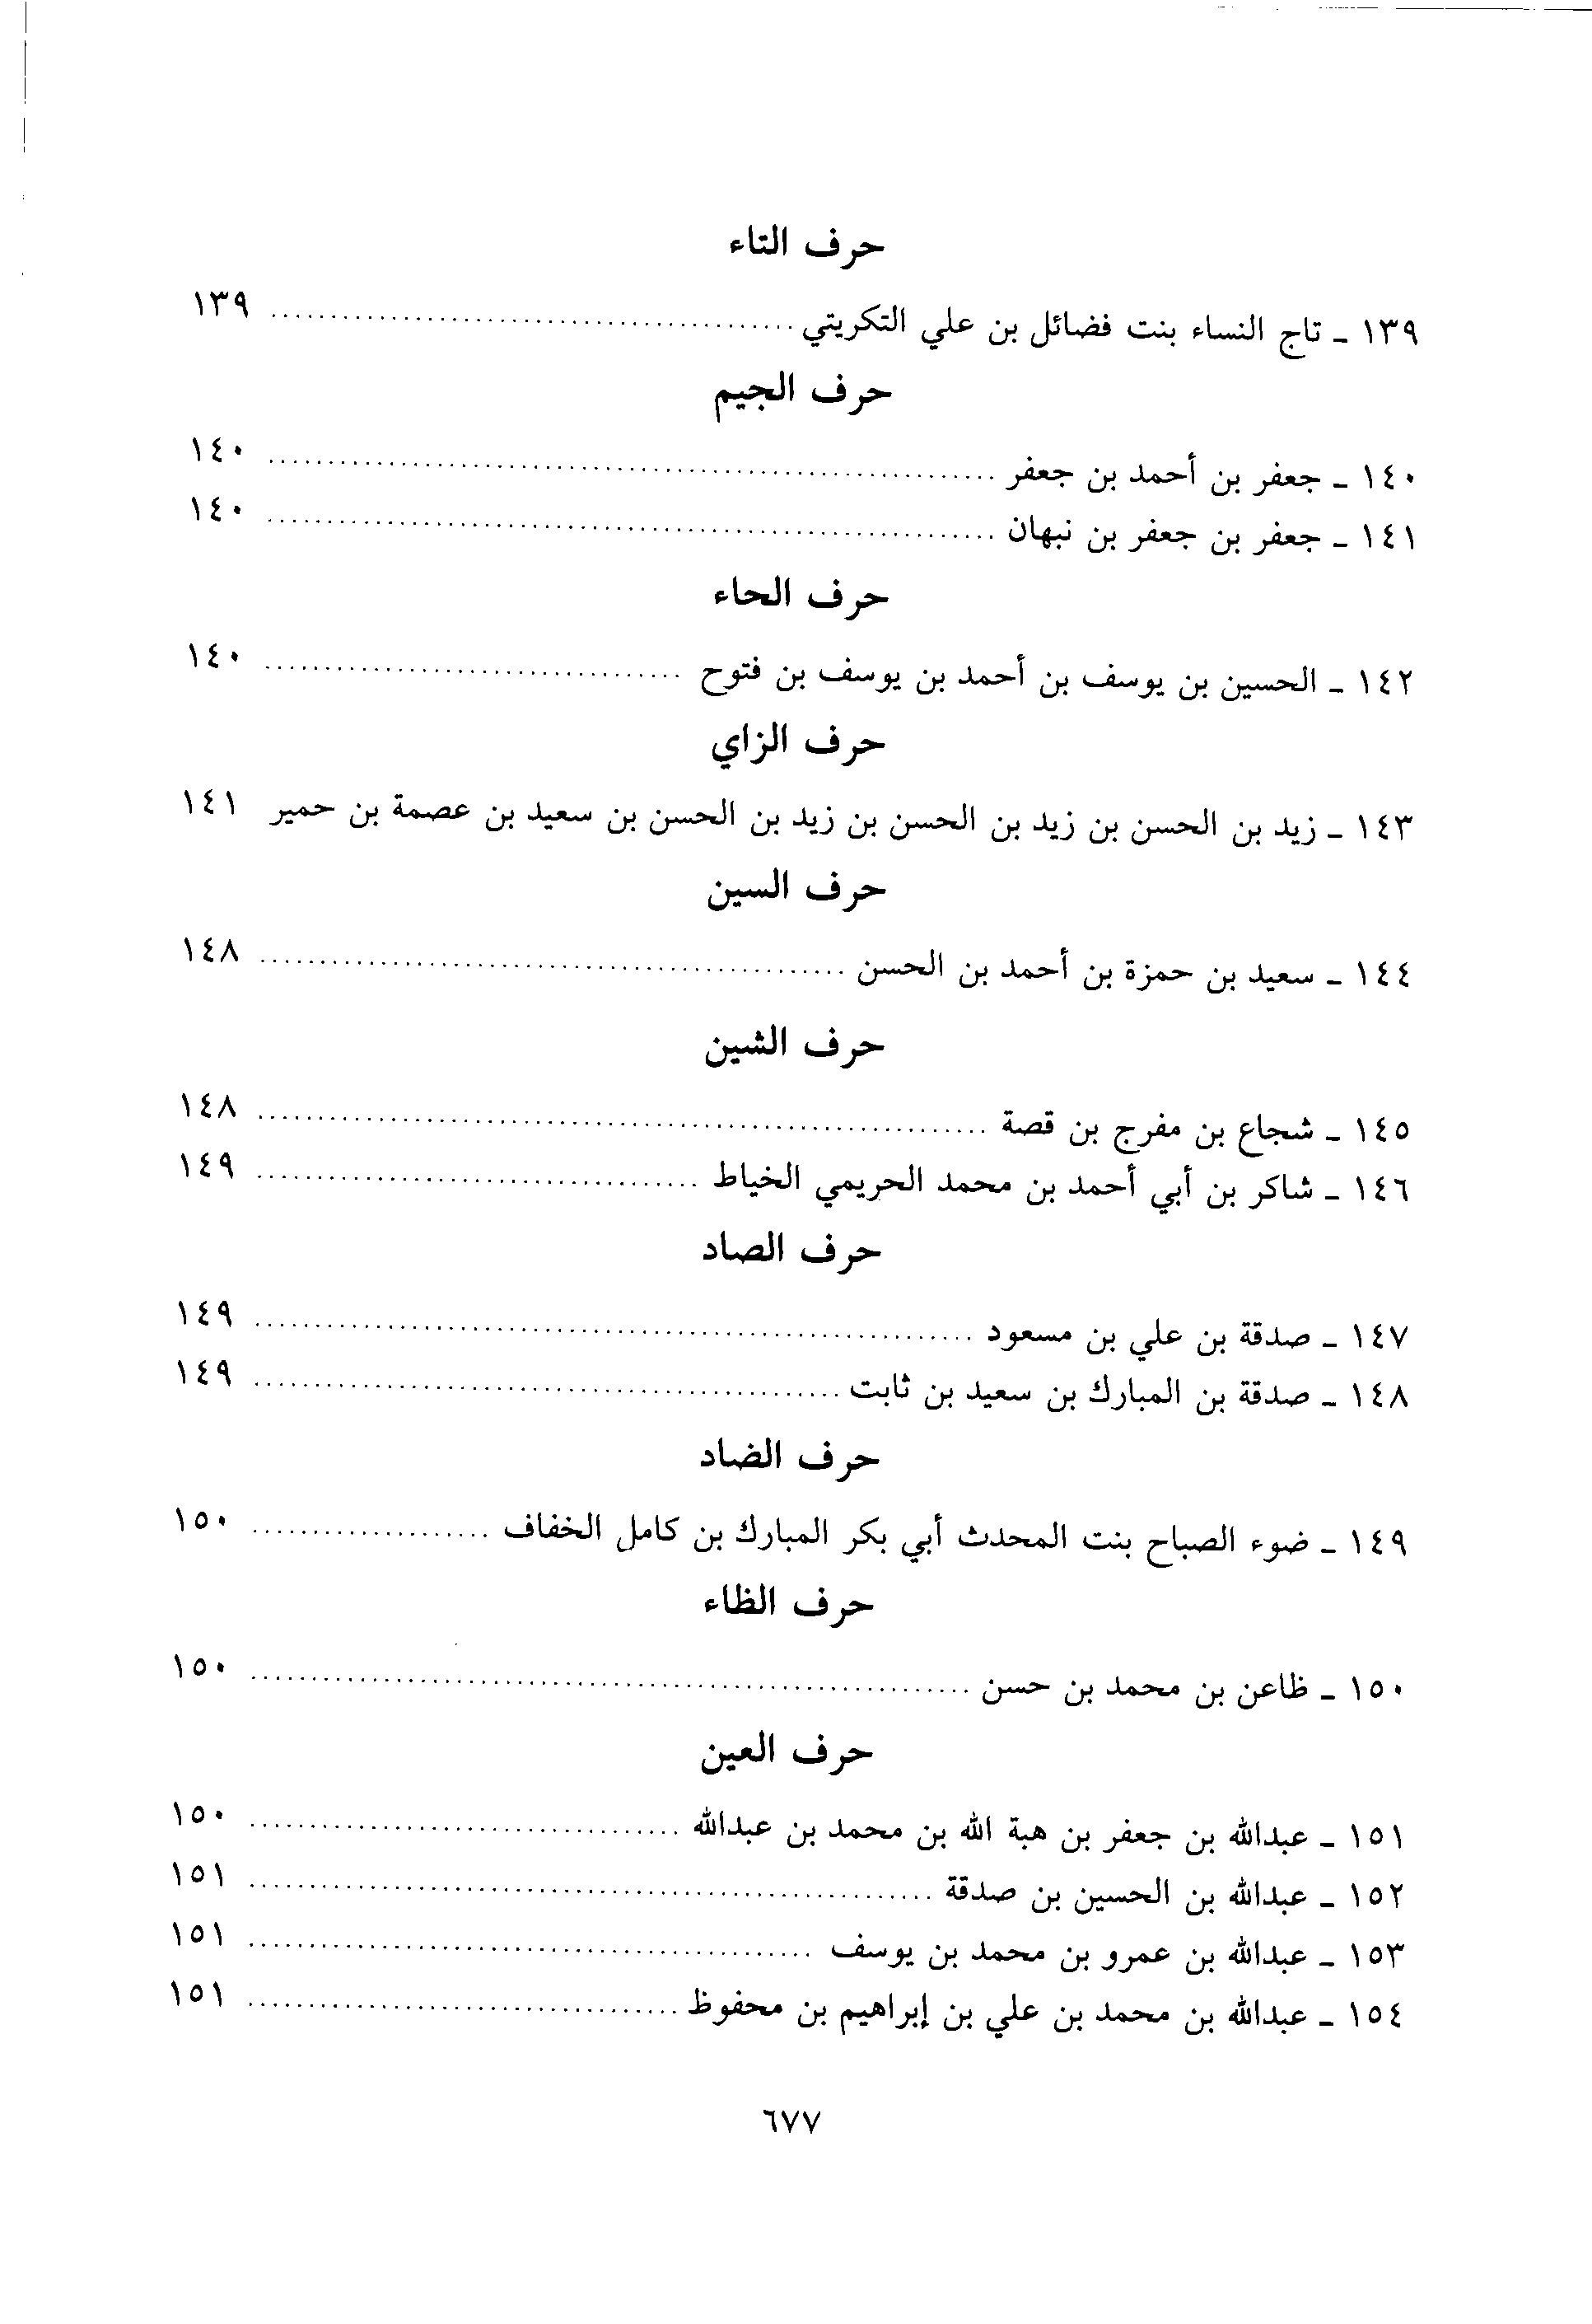 حرف التاء
١٣٩ ـ تاج النساء بنت فضائل بن علي التكريتي ........ ١٣٩
حرف الجيم
١٤٠ ـ جعفر بن أحمد بن جعفر ........ ١٤٠
١٤١ ـ جعفر بن جعفر بن نبهان ........ ١٤٠
حرف الحاء
١٤٢ ـ الحسين بن يوسف بن أحمد بن يوسف بن فتوح ........ ١٤٠
حرف الزاي
١٤٣ ـ زيد بن الحسن بن زيد بن الحسن بن زيد بن الحسن بن سعيد بن عصمة بن حمير ١٤١
حرف السين
١٤٤ ـ سعيد بن حمزة بن أحمد بن الحسن ........ ١٤٨
حرف الشين
١٤٥ ـ شجاع بن مفرج بن قصة ........ ١٤٨
١٤٦ ـ شاكر بن أبي أحمد بن محمد الحريمي الخياط ........ ١٤٩
حرف الصاد
١٤٧ ـ صدقة بن علي بن مسعود ........ ١٤٩
١٤٨ ـ صدقة بن المبارك بن سعيد بن ثابت ........ ١٤٩
حرف الضاد
١٤٩ ـ ضوء الصباح بنت المحدث أبي بكر المبارك بن كامل الخفاف ........ ١٥٠
حرف الظاء
١٥٠ ـ ظاعن بن محمد بن حسن ........ ١٥٠
حرف العين
١٥١ ـ عبدالله بن جعفر بن هبة الله بن محمد بن عبدالله ........ ١٥٠
١٥٢ ـ عبدالله بن الحسين بن صدقة ........ ١٥١
١٥٣ ـ عبدالله بن عمرو بن محمد بن يوسف ........ ١٥١
١٥٤ ـ عبدالله بن محمد بن علي بن إبراهيم بن محفوظ ........ ١٥١
٦٧٧